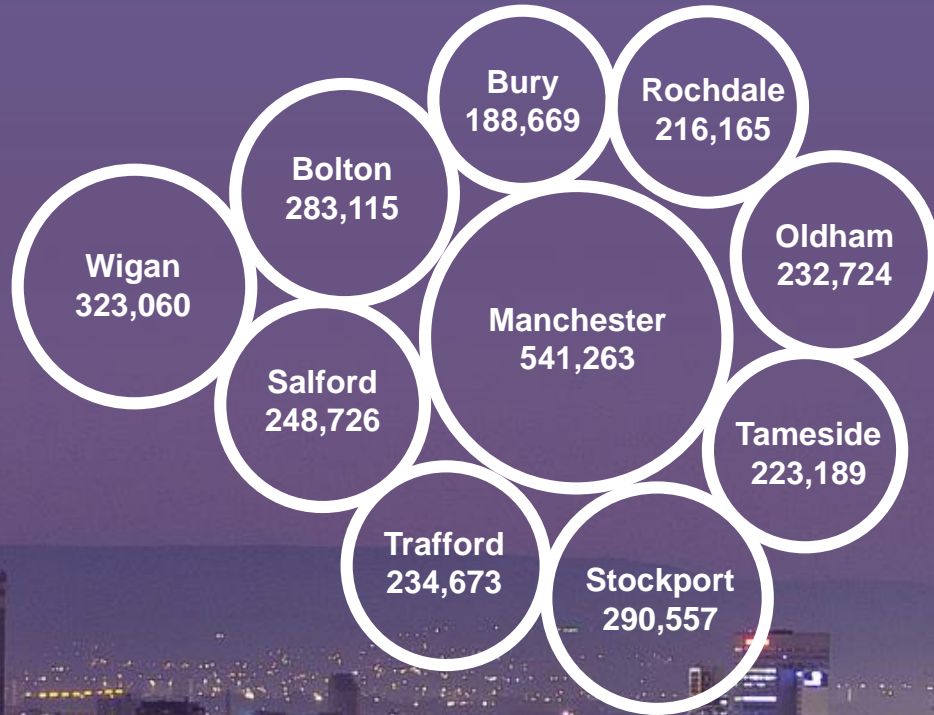 Bury
188,669
Rochdale
216,165
Bolton
283,115
Oldham
232,724
Wigan
323,060
Manchester
541,263
Salford
248,726
Tameside
223,189
Trafford
234,673
Stockport
290,557